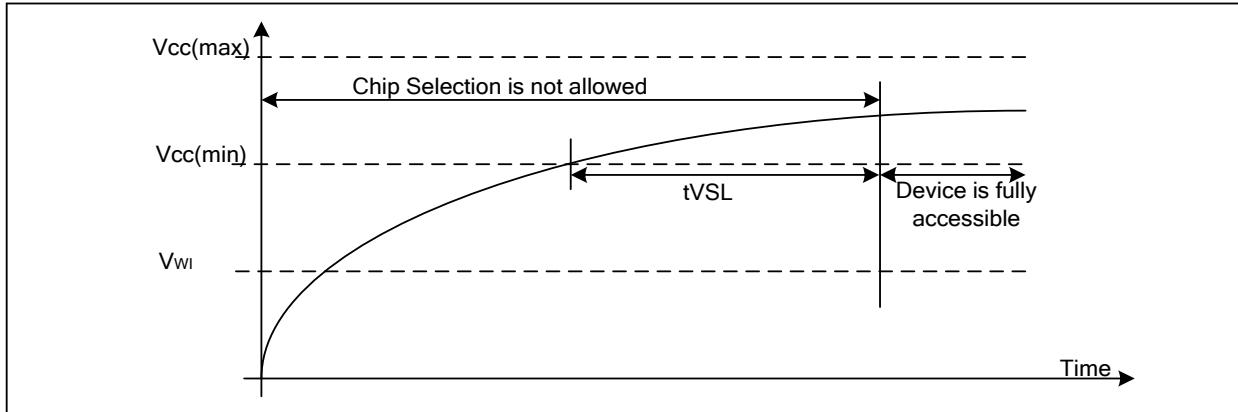 Vcc(max)
Chip Selection is not allowed
Vcc(min)
tVSL
Device is fully
accessible
VWI
Time